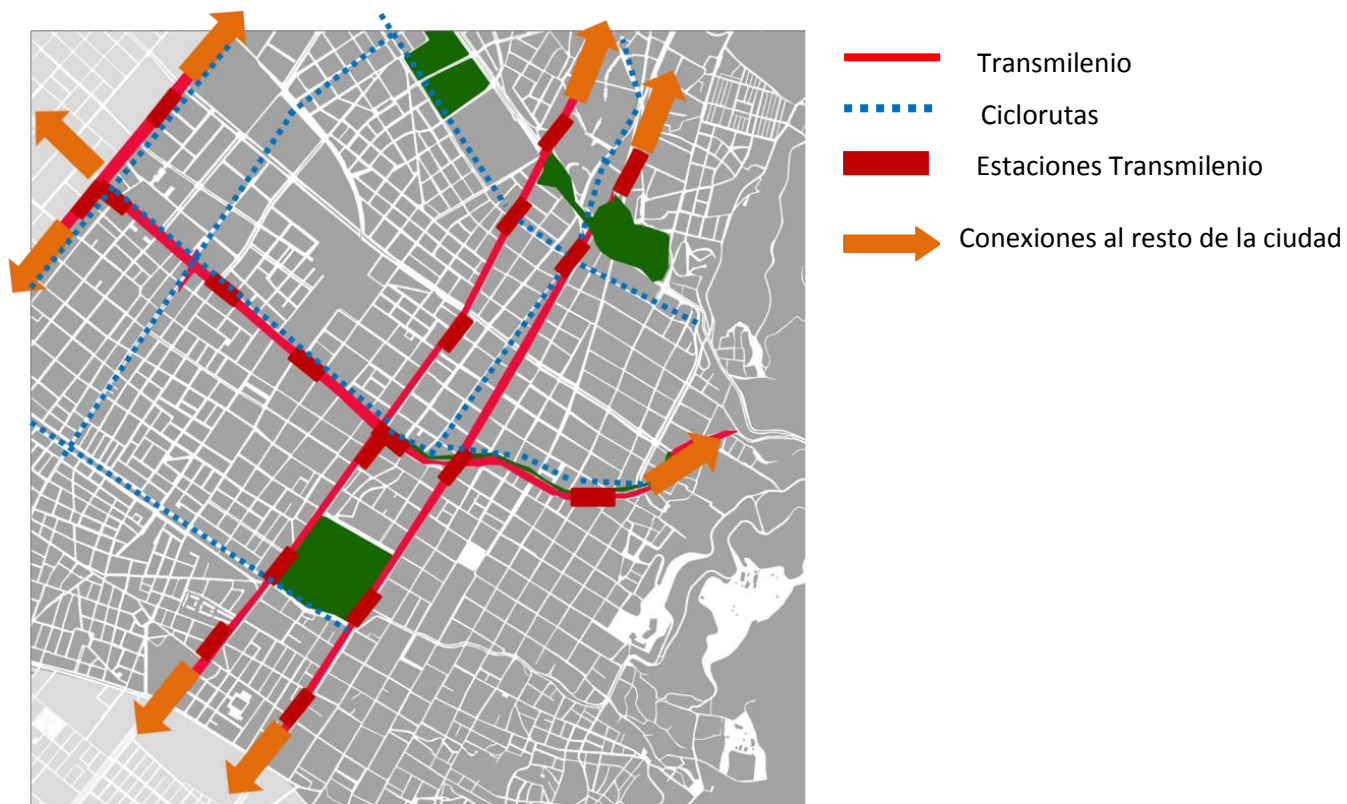 Transmilenio
Ciclorutas
Estaciones Transmilenio
Conexiones al resto de la ciudad